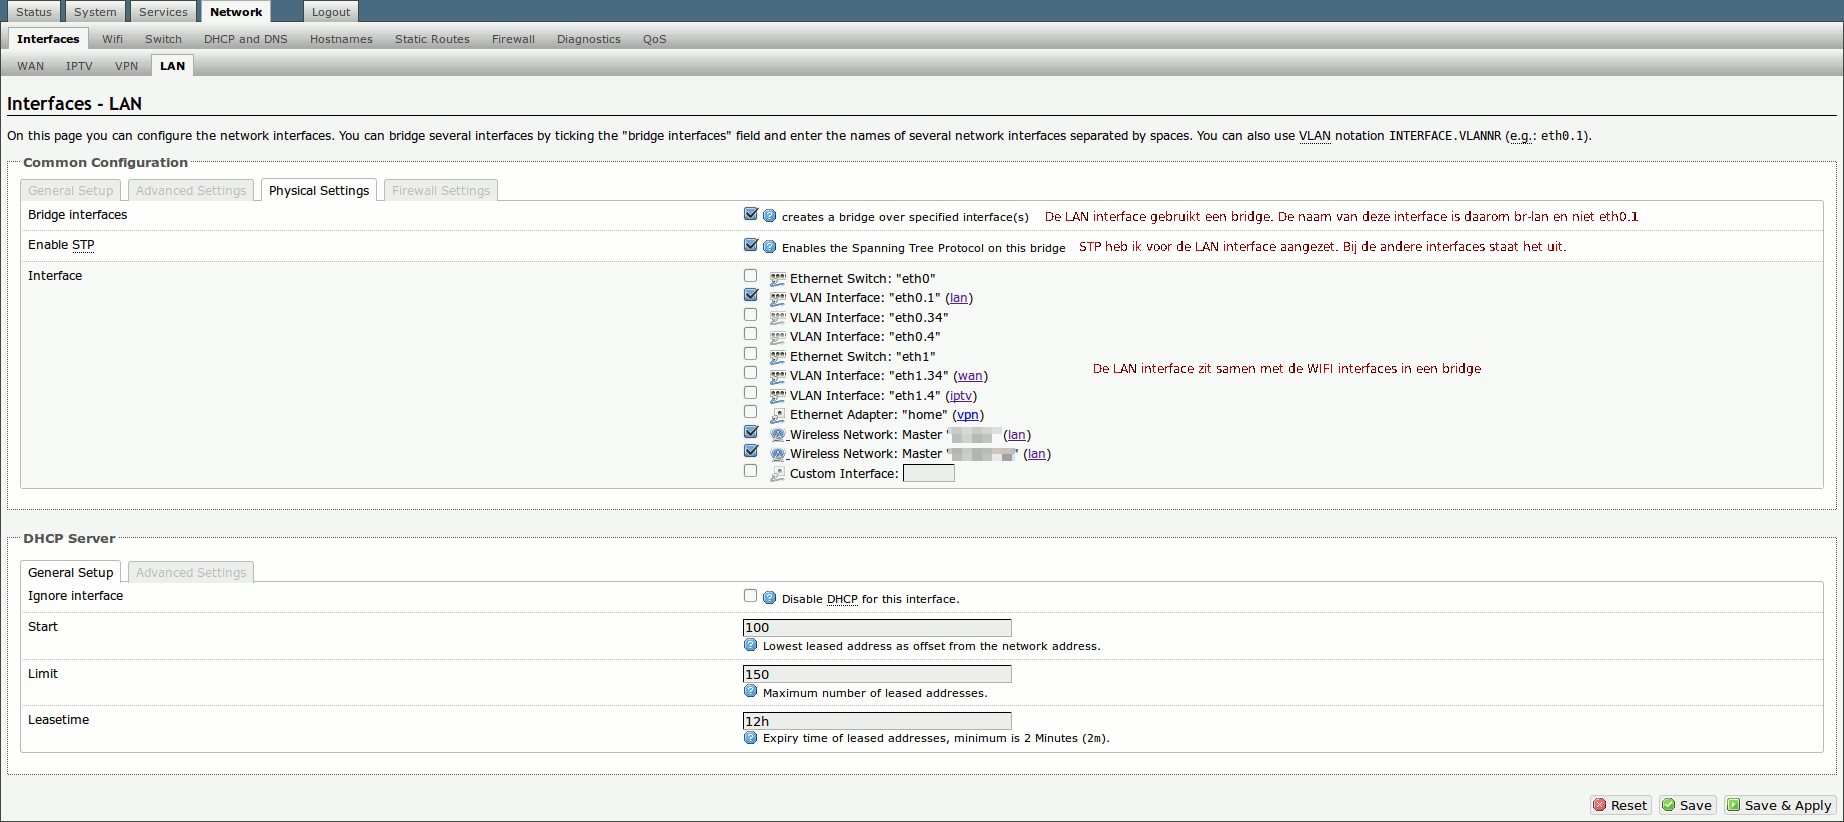 Status System Services Network Logout
Interfaces Wifi Switch DHCP and DNS Hostnames Static Routes Firewall Diagnostics QoS
WAN IPTV VPN LAN
Interfaces - LAN
On this page you can configure the network interfaces. You can bridge several interfaces by ticking the "bridge interfaces" field and enter the names of several network interfaces separated by spaces. You can also use VLAN notation INTERFACE.VLANNR (e.g.: eth0.1).
Common Configuration
General Setup Advanced Settings Physical Settings Firewall Settings
Bridge interfaces creates a bridge over specified interface(s) De LAN interface gebruikt een bridge. De naam van deze interface is daarom br-lan en niet eth0.1
Enable STP Enables the Spanning Tree Protocol on this bridge STP heb ik voor de LAN interface aangezet. Bij de andere interfaces staat het uit.
Interface Ethernet Switch: "eth0"
VLAN Interface: "eth0.1" (lan)
VLAN Interface: "eth0.34"
VLAN Interface: "eth0.4"
Ethernet Switch: "eth1"
De LAN interface zit samen met de WIFI interfaces in een bridge
VLAN Interface: "eth1.34" (wan)
VLAN Interface: "eth1.4" (iptv)
Ethernet Adapter: "home" (vpn)
Wireless Network: Master " (lan)
Wireless Network: Master " " (lan)
Custom Interface:
DHCP Server
General Setup Advanced Settings
Ignore interface Disable DHCP for this interface.
Start 100
Lowest leased address as offset from the network address.
Limit 150
Maximum number of leased addresses.
Leasetime 12h
Expiry time of leased addresses, minimum is 2 Minutes (2m).
Reset Save Save & Apply